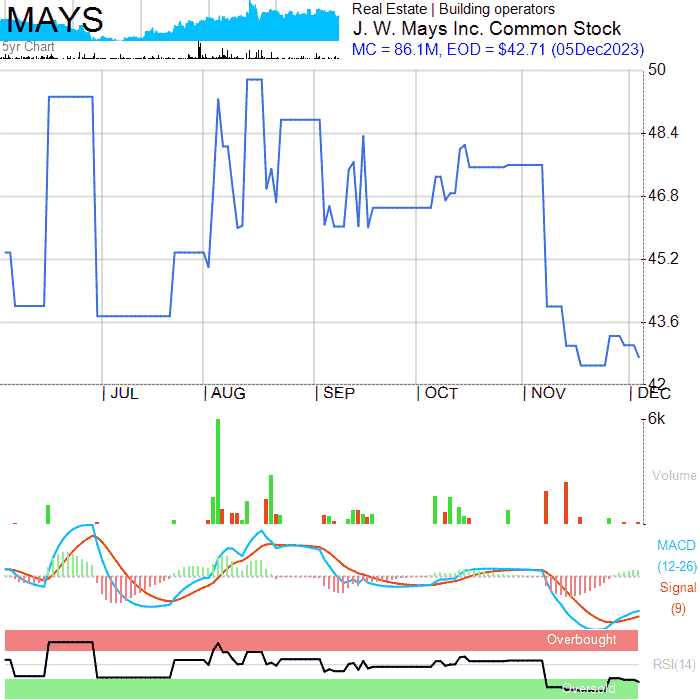 MAYS
5yr Chart
Real Estate | Building operators
J. W. Mays Inc. Common Stock
MC = 86.1M, EOD = $42.71 (05Dec2023)
50
48.4
46.8
45.2
43.6
42
| JUL | AUG | SEP | OCT | NOV | DEC
6k
Volume
MACD
(12-26)
Signal
(9)
Overbought
RSI(14)
Oversold